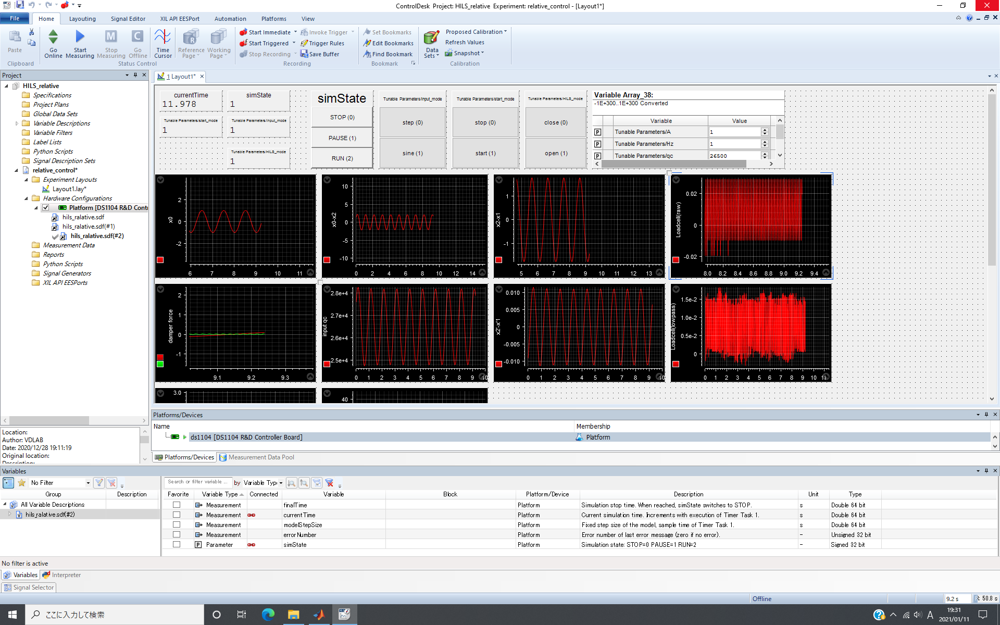 ControlDesk Project: HILS_relative Experiment: relative_control - [Layout1*]
File Home Layouting Signal Editor XIL API EESPort Automation Platforms View
Paste
Clipboard
Go Online
Start Measuring
Stop Measuring
Go Offline
Status Control
Time Cursor
Reference Page
Working Page
Start Immediate
Start Triggered
Stop Recording
Invoke Trigger
Trigger Rules
Save Buffer
Recording
Set Bookmarks
Edit Bookmarks
Find Bookmark
Bookmark
Data Sets
Proposed Calibration
Refresh Values
Snapshot
Calibration
Project
HILS_relative
Specifications
Project Plans
Global Data Sets
Variable Descriptions
Variable Filters
Label Lists
Python Scripts
Signal Description Sets
relative_control*
Experiment Layouts
Layout1.lay*
Hardware Configurations
Platform [DS1104 R&D Contr
hils_ralative.sdf
hils_ralative.sdf(#1)
hils_ralative.sdf(#2)
Measurement Data
Reports
Python Scripts
Signal Generators
XIL API EESPorts
Location:
Author: VDLAB
Date: 2020/12/28 19:11:19
Original location:
Description:
1 Layout1*
currentTime
11.978
simState
1
Tunable Parameters/start_mode
1
Tunable Parameters/input_mode
1
Tunable Parameters/HILS_mode
1
simState
STOP (0)
PAUSE (1)
RUN (2)
Tunable Parameters/input_mode
step (0)
sine (1)
Tunable Parameters/start_mode
stop (0)
start (1)
Tunable Parameters/HILS_mode
close (0)
open (1)
Variable Array_38:
-1E+300..1E+300 Converted
Variable Value
P Tunable Parameters/A 1
P Tunable Parameters/Hz 1
P Tunable Parameters/qc 26500
x0
2
0
-2
6 7 8 9 10 11
x0-x2
10
5
0
-5
-10
0 2 4 6 8 10 12 14
x2-x1
1
0
-1
5 6 7 8 9 10 11 12 13
Loadcell(raw)
0.02
0
-0.02
8.0 8.2 8.4 8.6 8.8 9.0 9.2 9.4
damper force
2
1
0
-1
9.1 9.2 9.3
input qc
2.8e+4
2.7e+4
2.6e+4
2.5e+4
0 1 2 3 4 5 6 7 8 9 10
x2'-x'1
0.010
0.005
0
-0.005
-0.010
0 1 2 3 4 5 6 7 8 9 10
Loadcell(lowpass)
1.5e-2
1.0e-2
0.5e-2
0
0 1 2 3 4 5 6 7 8 9 10 11
3.0
40
Platforms/Devices
Name Membership
ds1104 [DS1104 R&D Controller Board] Platform
Platforms/Devices Measurement Data Pool
Variables
No Filter
Group Description
All Variable Descriptions
hils_ralative.sdf(#2)
Search or filter variable ... by Variable Typ
Favorite Variable Type Connected Variable Block Platform/Device Description Unit Type
Measurement finalTime Platform Simulation stop time. When reached, simState switches to STOP. s Double 64 bit
Measurement currentTime Platform Current simulation time. Increments with execution of Timer Task 1. s Double 64 bit
Measurement modelStepSize Platform Fixed step size of the model, sample time of Timer Task 1. s Double 64 bit
Measurement errorNumber Platform Error number of last error message (zero if no error). - Unsigned 32 bit
P Parameter simState Platform Simulation state: STOP=0 PAUSE=1 RUN=2 - Signed 32 bit
No filter is active
Variables Interpreter
Signal Selector
Offline 9.2 s R: 50.8 s
ここに入力して検索
A
19:31
2021/01/11